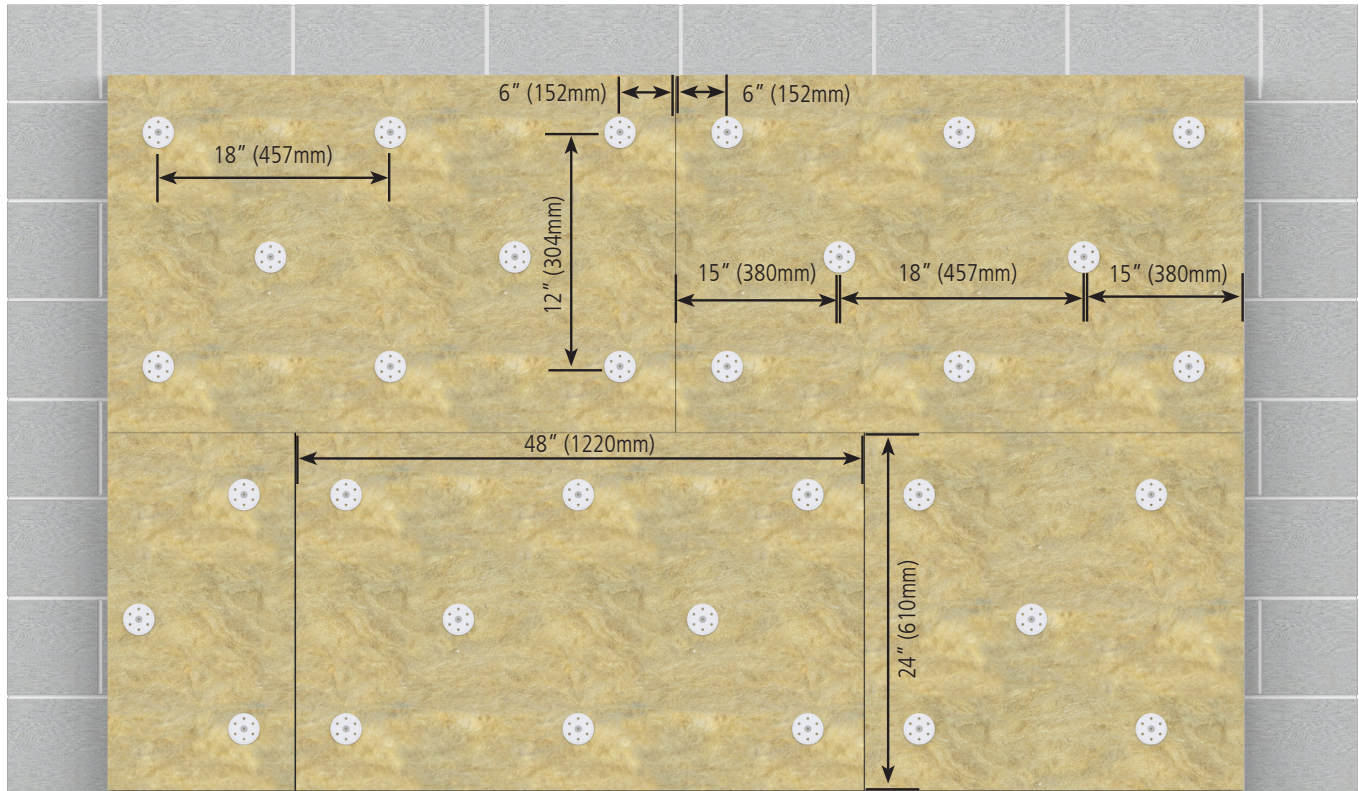 6” (152mm)
6” (152mm)
18” (457mm)
12” (304mm)
15” (380mm)
18” (457mm)
15” (380mm)
48” (1220mm)
24” (610mm)